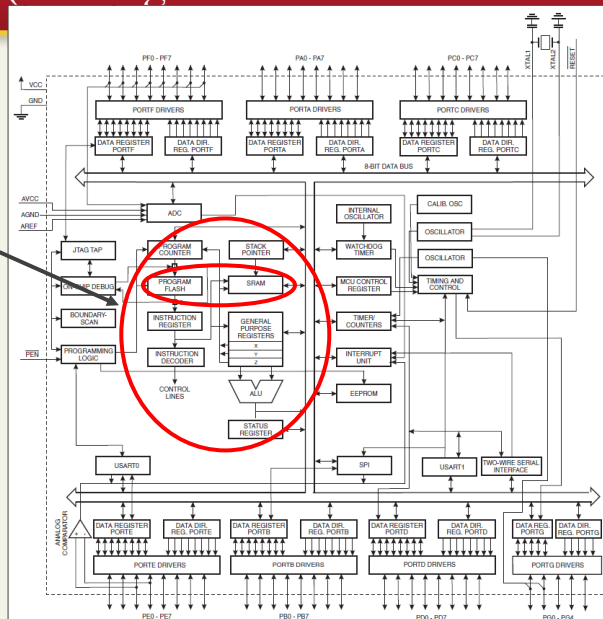 XTAL1
XTAL2
RESET
PF0 - PF7
PA0 - PA7
PC0 - PC7
VCC
GND
PORTF DRIVERS
PORTA DRIVERS
PORTC DRIVERS
DATA REGISTER
PORTF
DATA DIR.
REG. PORTF
DATA REGISTER
PORTA
DATA DIR.
REG. PORTA
DATA REGISTER
PORTC
DATA DIR.
REG. PORTC
8-BIT DATA BUS
AVCC
AGND
AREF
ADC
INTERNAL
OSCILLATOR
CALIB. OSC
OSCILLATOR
JTAG TAP
PROGRAM
COUNTER
STACK
POINTER
WATCHDOG
TIMER
OSCILLATOR
ON-CHIP DEBUG
PROGRAM
FLASH
SRAM
MCU CONTROL
REGISTER
TIMING AND
CONTROL
BOUNDARY-
SCAN
INSTRUCTION
REGISTER
GENERAL
PURPOSE
REGISTERS
X
Y
Z
TIMER/
COUNTERS
PEN
PROGRAMMING
LOGIC
INSTRUCTION
DECODER
INTERRUPT
UNIT
CONTROL
LINES
ALU
EEPROM
STATUS
REGISTER
USART0
SPI
USART1
TWO-WIRE SERIAL
INTERFACE
ANALOG
COMPARATOR
+ -
DATA REGISTER
PORTE
DATA DIR.
REG. PORTE
DATA REGISTER
PORTB
DATA DIR.
REG. PORTB
DATA REGISTER
PORTD
DATA DIR.
REG. PORTD
DATA REG.
PORTG
DATA DIR.
REG. PORTG
PORTE DRIVERS
PORTB DRIVERS
PORTD DRIVERS
PORTG DRIVERS
PE0 - PE7
PB0 - PB7
PD0 - PD7
PG0 - PG4